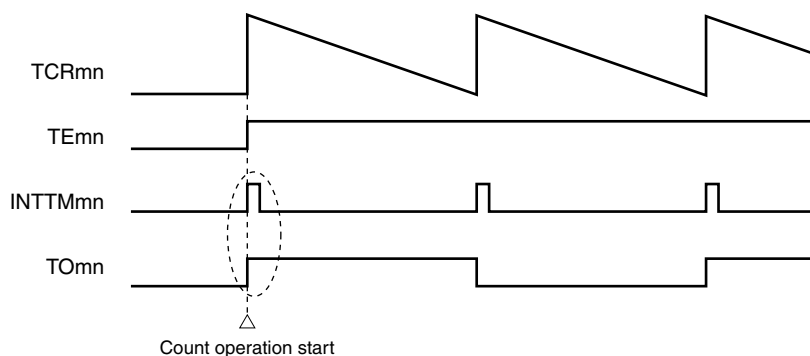 TCRmn
TEmn
INTTMmn
TOmn
Count operation start